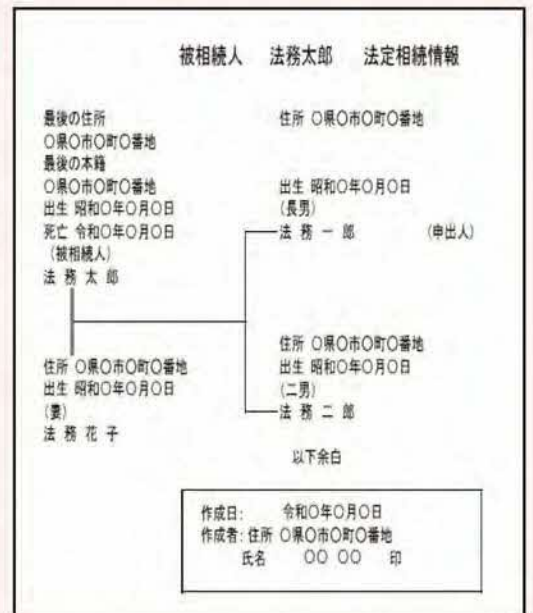 被相続人 法務太郎 法定相続情報
最後の住所
○県○市○町○番地
最後の本籍
○県○市○町○番地
出生 昭和○年○月○日
死亡 令和○年○月○日
(被相続人)
法 務 太 郎
住所 ○県○市○町○番地
出生 昭和○年○月○日
(妻)
法 務 花 子
住所 ○県○市○町○番地
出生 昭和○年○月○日
(長男)
法 務 一 郎 (申出人)
住所 ○県○市○町○番地
出生 昭和○年○月○日
(二男)
法 務 二 郎
以下余白
作成日: 令和○年○月○日
作成者: 住所 ○県○市○町○番地
氏名 ○○ ○○ 印